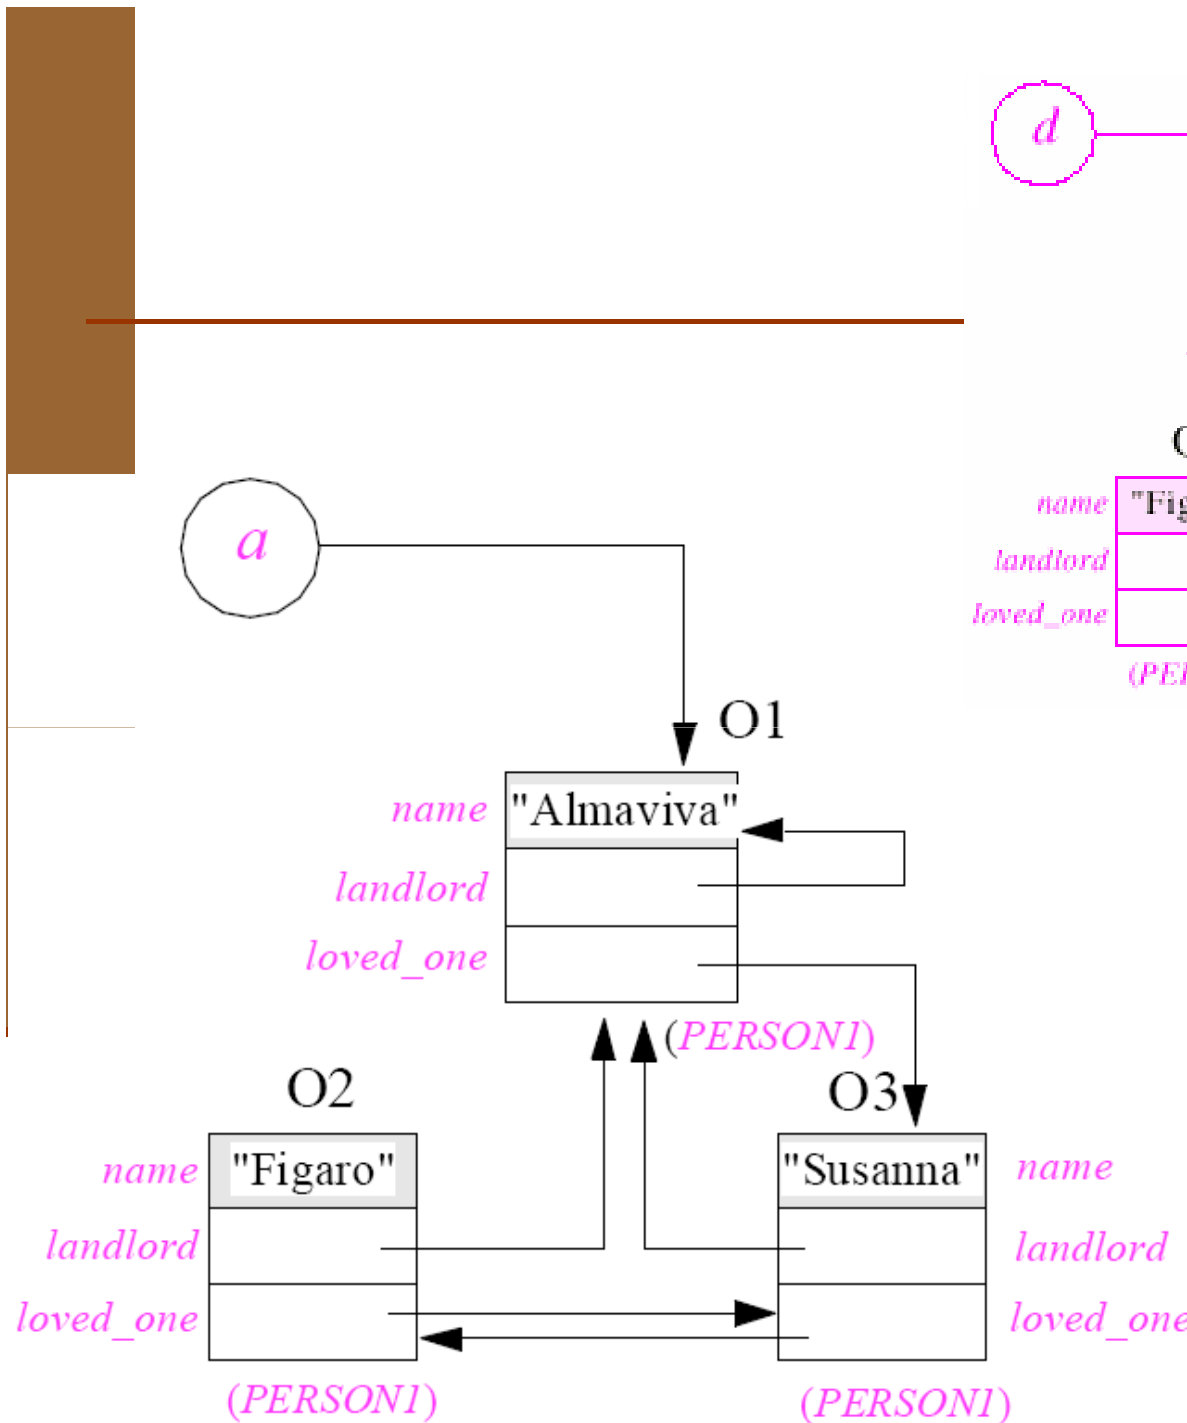 d
name
landlord
loved_one
a
O1
name "Almaviva"
landlord
loved_one
(PERSON1)
O2
name "Figaro"
landlord
loved_one
(PERSON1)
O3
"Susanna" name
landlord
loved_one
(PERSON1)